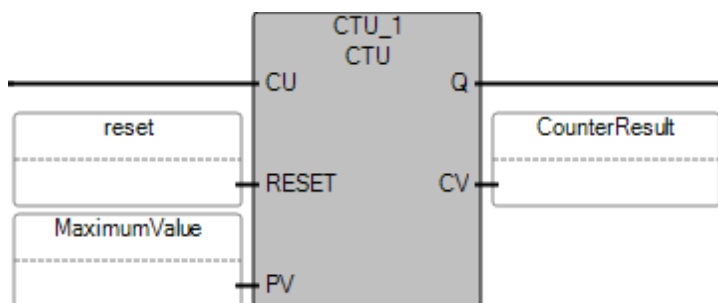 CTU_1
CTU
CU
Q
reset
CounterResult
RESET
CV
MaximumValue
PV